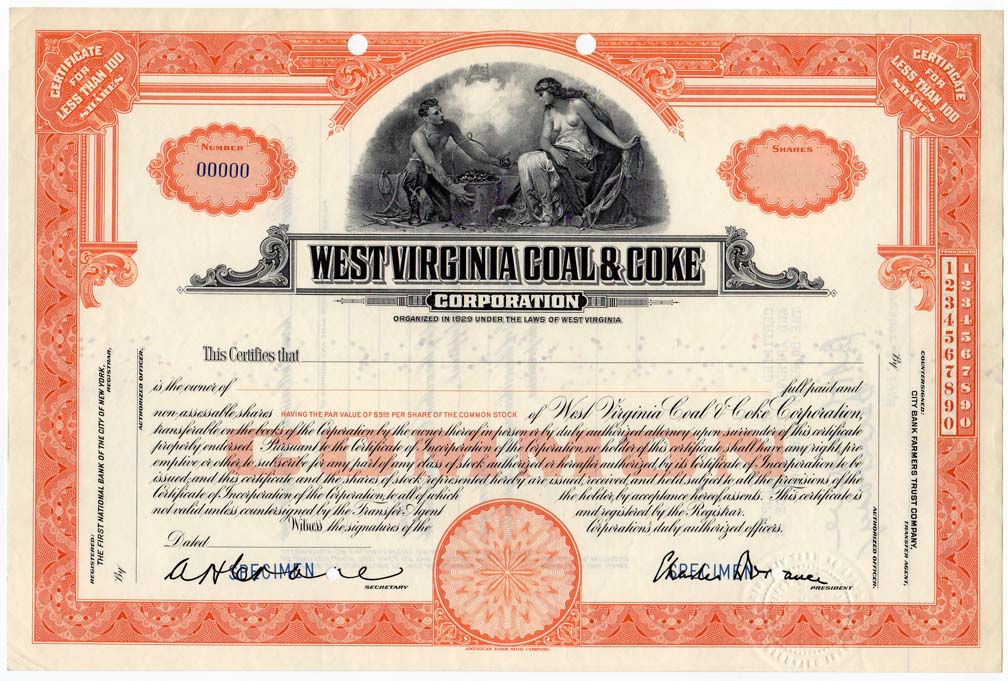 CERTIFICATE
FOR
LESS THAN 100
SHARES
CERTIFICATE
FOR
LESS THAN 100
SHARES
NUMBER
00000
SHARES
WEST VIRGINIA COAL & COKE
CORPORATION
ORGANIZED IN 1929 UNDER THE LAWS OF WEST VIRGINIA.
This Certifies that
is the owner of full paid and
non-assessable shares HAVING THE PAR VALUE OF $5.00 PER SHARE OF THE COMMON STOCK of West Virginia Coal & Coke Corporation,
transferable on the books of the Corporation by the owner thereof in person or by duly authorized attorney upon surrender of this certificate
properly endorsed. Pursuant to the Certificate of Incorporation of the Corporation, no holder of this certificate shall have any right, pre-
emptive or other, to subscribe for any part of any class of stock authorized or hereafter authorized by its Certificate of Incorporation to be
issued; and this certificate and the shares of stock represented hereby are issued, received, and held subject to all the provisions of the
Certificate of Incorporation of the Corporation, to all of which the holder, by acceptance hereof, assents. This certificate is
not valid unless countersigned by the Transfer Agent and registered by the Registrar.
Witness the signatures of the Corporation's duly authorized officers.
COMMON
Dated
SPECIMEN
SECRETARY
SPECIMEN
PRESIDENT
REGISTERED:
THE FIRST NATIONAL BANK OF THE CITY OF NEW YORK,
REGISTRAR,
By
AUTHORIZED OFFICER.
COUNTERSIGNED:
CITY BANK FARMERS TRUST COMPANY,
TRANSFER AGENT,
By
AUTHORIZED OFFICER.
TENS UNITS
1 1
2 2
3 3
4 4
5 5
6 6
7 7
8 8
9 9
0 0
AMERICAN BANK NOTE COMPANY.